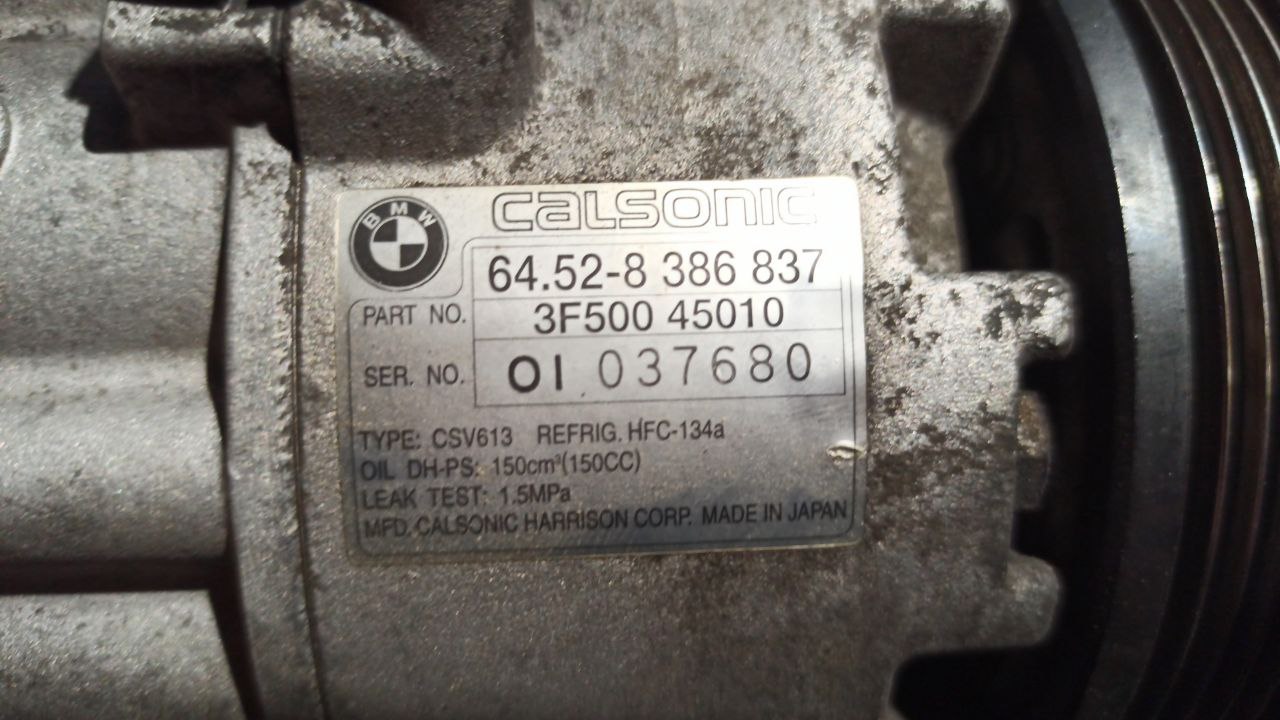 BMW
CALSONIC
64.52-8 386 837
PART NO. 3F500 45010
SER. NO. 01 037680
TYPE: CSV613 REFRIG. HFC-134a
OIL DH-PS: 150cm³(150CC)
LEAK TEST: 1.5MPa
MFD. CALSONIC HARRISON CORP. MADE IN JAPAN